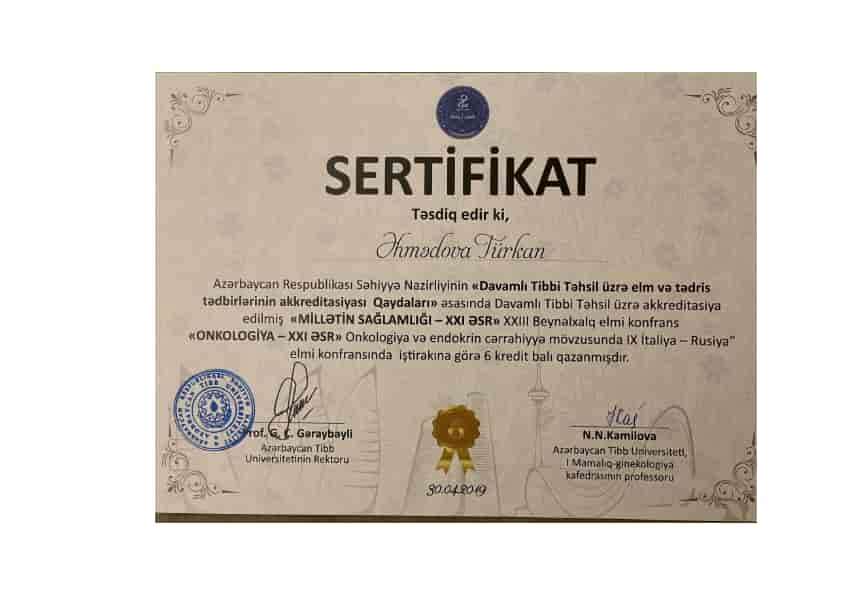 SERTİFİKAT
Təsdiq edir ki,
Əhmədova Türkan
Azərbaycan Respublikası Səhiyyə Nazirliyinin «Davamlı Tibbi Təhsil üzrə elm və tədris
tədbirlərinin akkreditasiyası Qaydaları» əsasında Davamlı Tibbi Təhsil üzrə akkreditasiya
edilmiş «MİLLƏTİN SAĞLAMLIĞI – XXI ƏSR» XXIII Beynəlxalq elmi konfrans
«ONKOLOGİYA – XXI ƏSR» Onkologiya və endokrin cərrahiyyə mövzusunda IX İtaliya – Rusiya”
elmi konfransında iştirakına görə 6 kredit balı qazanmışdır.
Prof. G. Ç. Gəraybəyli
Azərbaycan Tibb
Universitetinin Rektoru
30.04.2019
N.N.Kamilova
Azərbaycan Tibb Universiteti,
I Mamalıq-ginekologiya
kafedrasının professoru